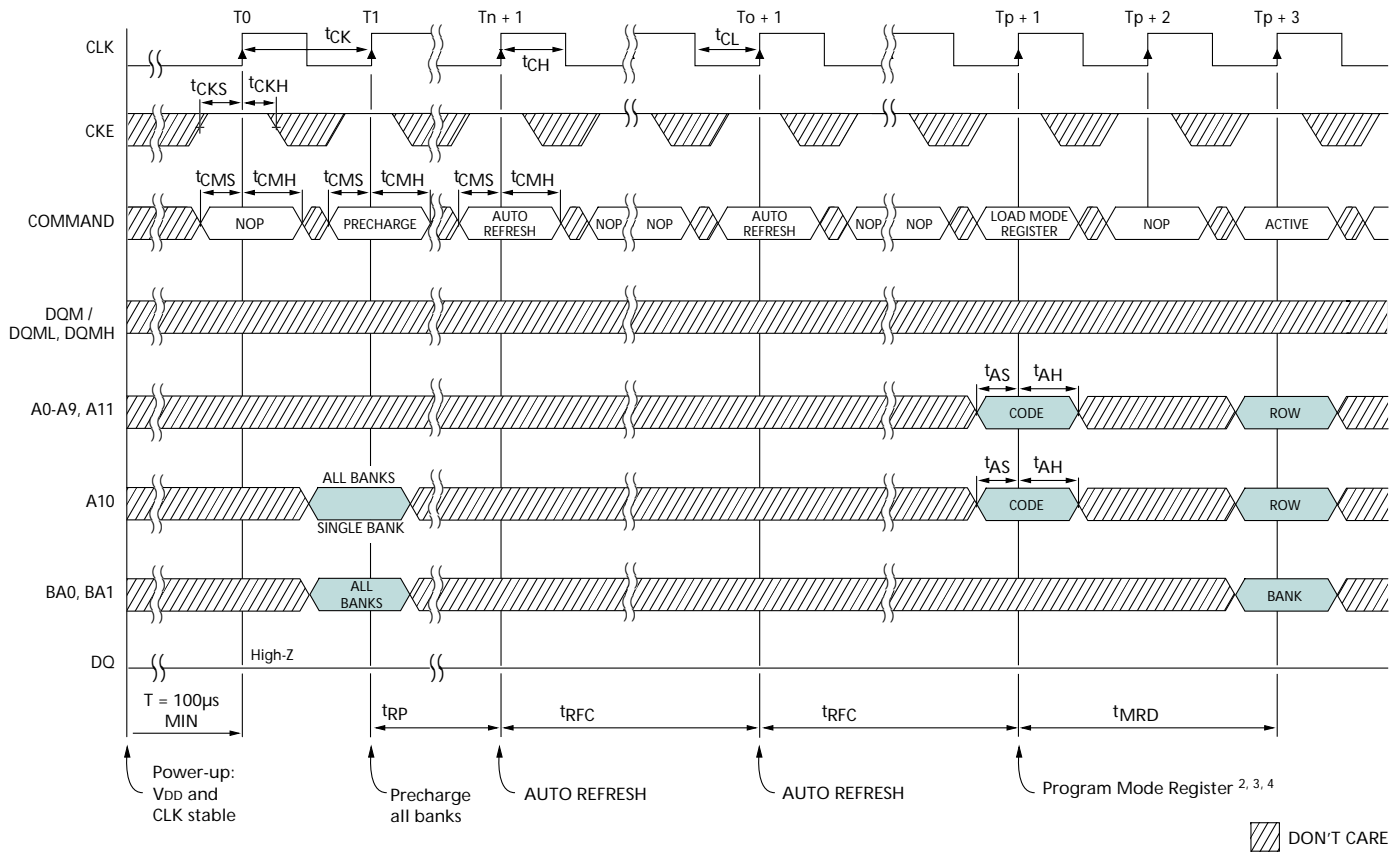 T0 T1 Tn + 1 To + 1 Tp + 1 Tp + 2 Tp + 3
CLK
tCK
tCH
tCL
tCKS tCKH
CKE
tCMS tCMH tCMS tCMH tCMS tCMH
COMMAND
NOP
PRECHARGE
AUTO
REFRESH
NOP
NOP
AUTO
REFRESH
NOP
NOP
LOAD MODE
REGISTER
NOP
ACTIVE
DQM /
DQML, DQMH
tAS tAH
A0-A9, A11
CODE
ROW
tAS tAH
A10
ALL BANKS
SINGLE BANK
CODE
ROW
BA0, BA1
ALL
BANKS
BANK
DQ
High-Z
T = 100µs
MIN
tRP
tRFC
tRFC
tMRD
Power-up:
VDD and
CLK stable
Precharge
all banks
AUTO REFRESH
AUTO REFRESH
Program Mode Register 2, 3, 4
DON'T CARE